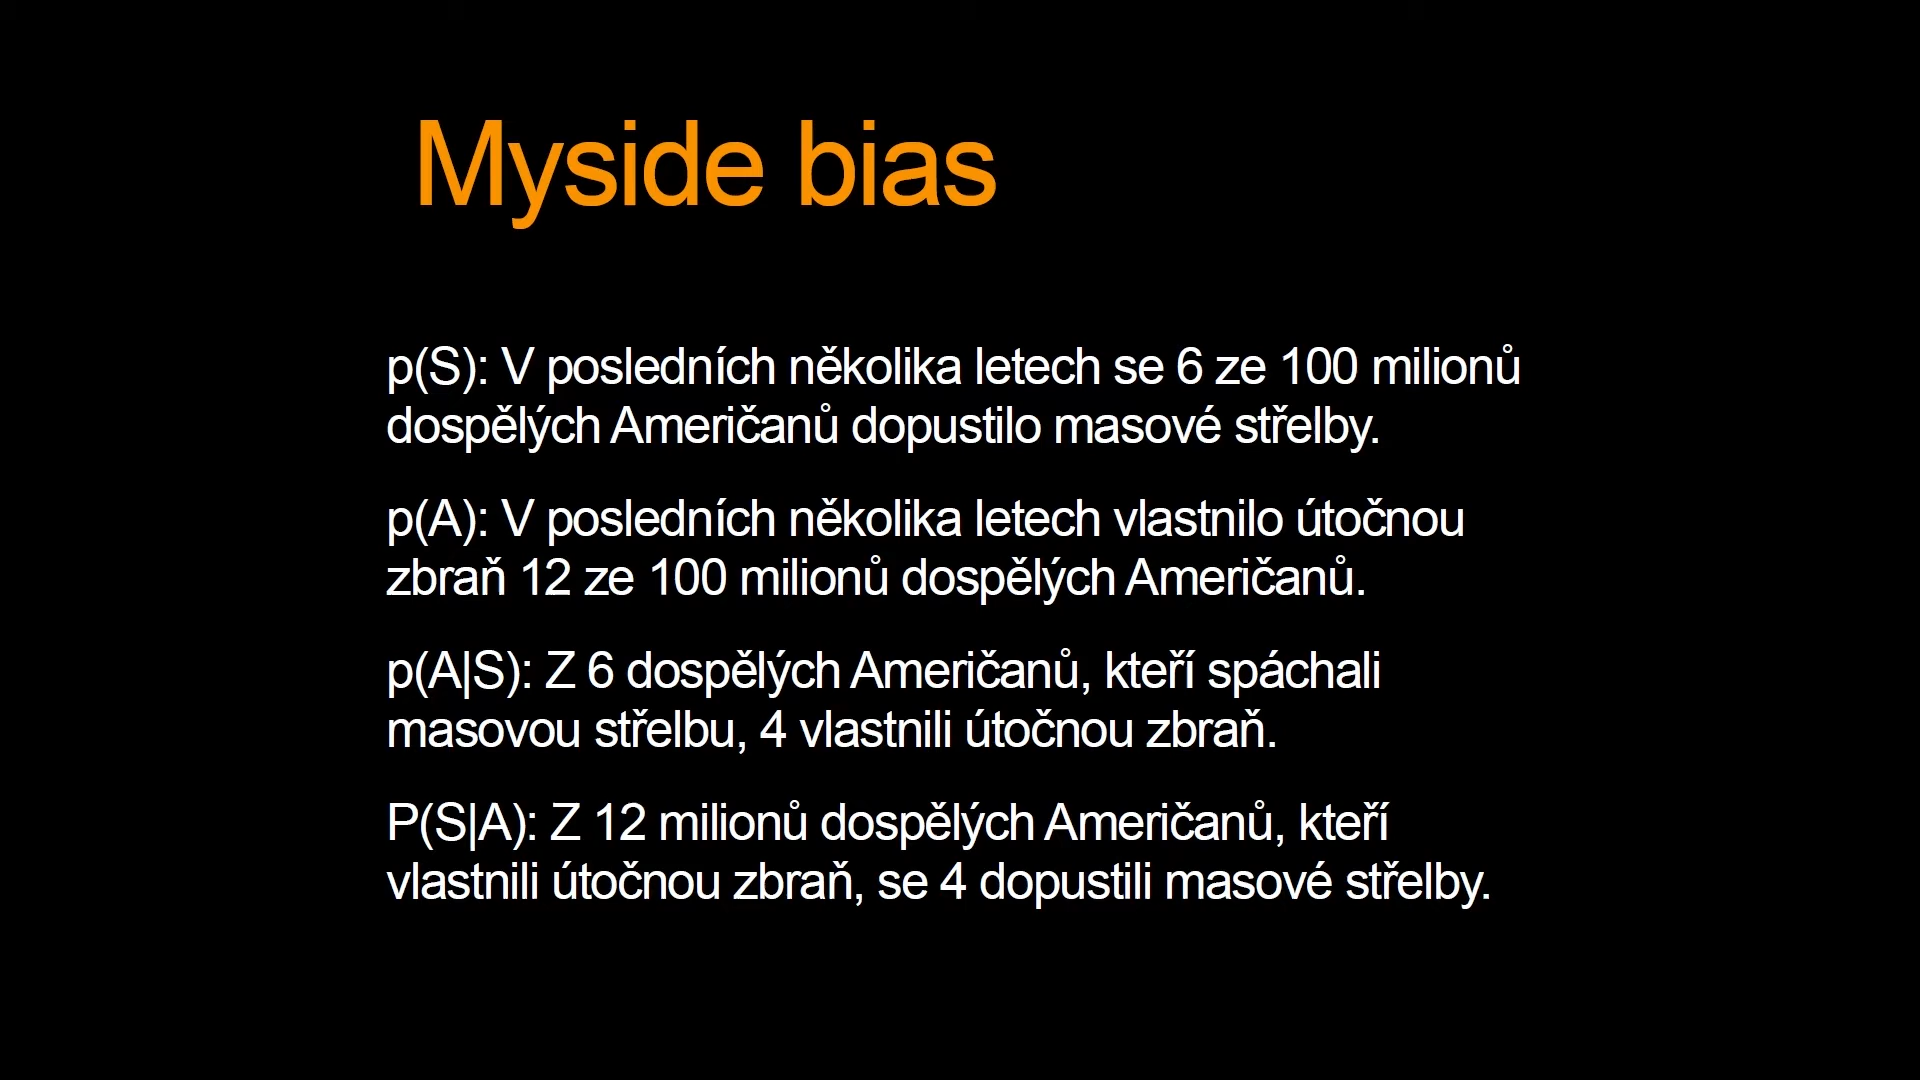 Myside bias
p(S): V posledních několika letech se 6 ze 100 milionů
dospělých Američanů dopustilo masové střelby.
p(A): V posledních několika letech vlastnilo útočnou
zbraň 12 ze 100 milionů dospělých Američanů.
p(A|S): Z 6 dospělých Američanů, kteří spáchali
masovou střelbu, 4 vlastnili útočnou zbraň.
P(S|A): Z 12 milionů dospělých Američanů, kteří
vlastnili útočnou zbraň, se 4 dopustili masové střelby.